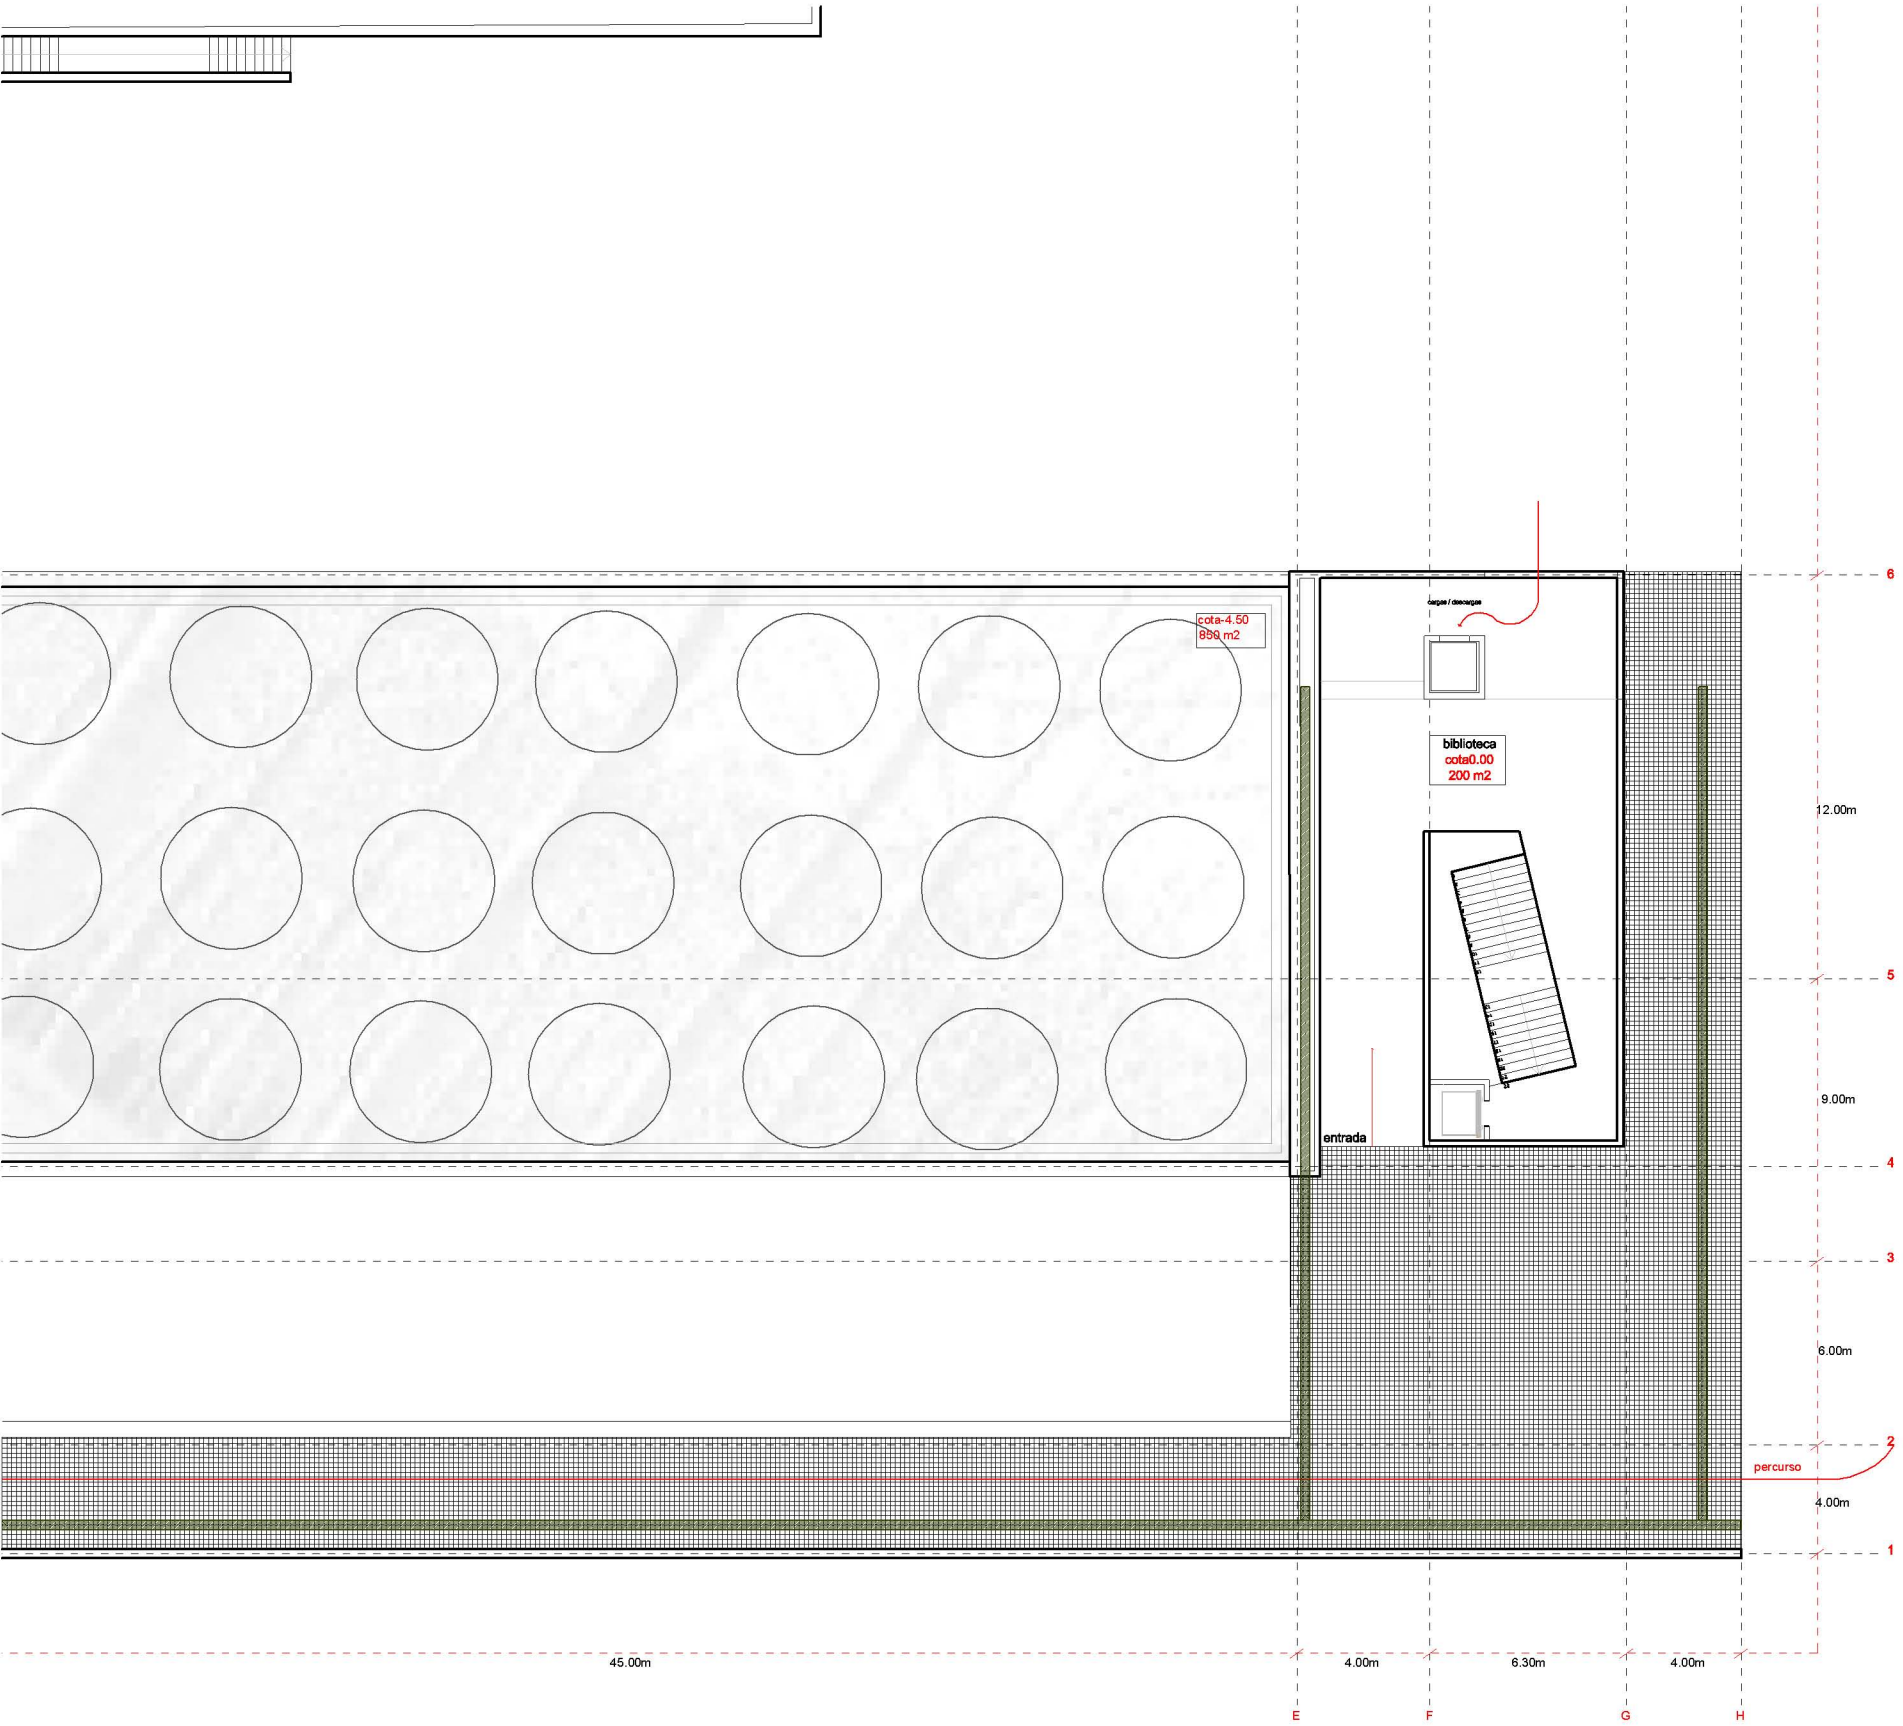 6
cargas / descargas
cota-4.50
850 m2
biblioteca
cota0.00
200 m2
12.00m
5
9.00m
entrada
4
3
6.00m
2
percurso
4.00m
1
45.00m
4.00m
6.30m
4.00m
E
F
G
H